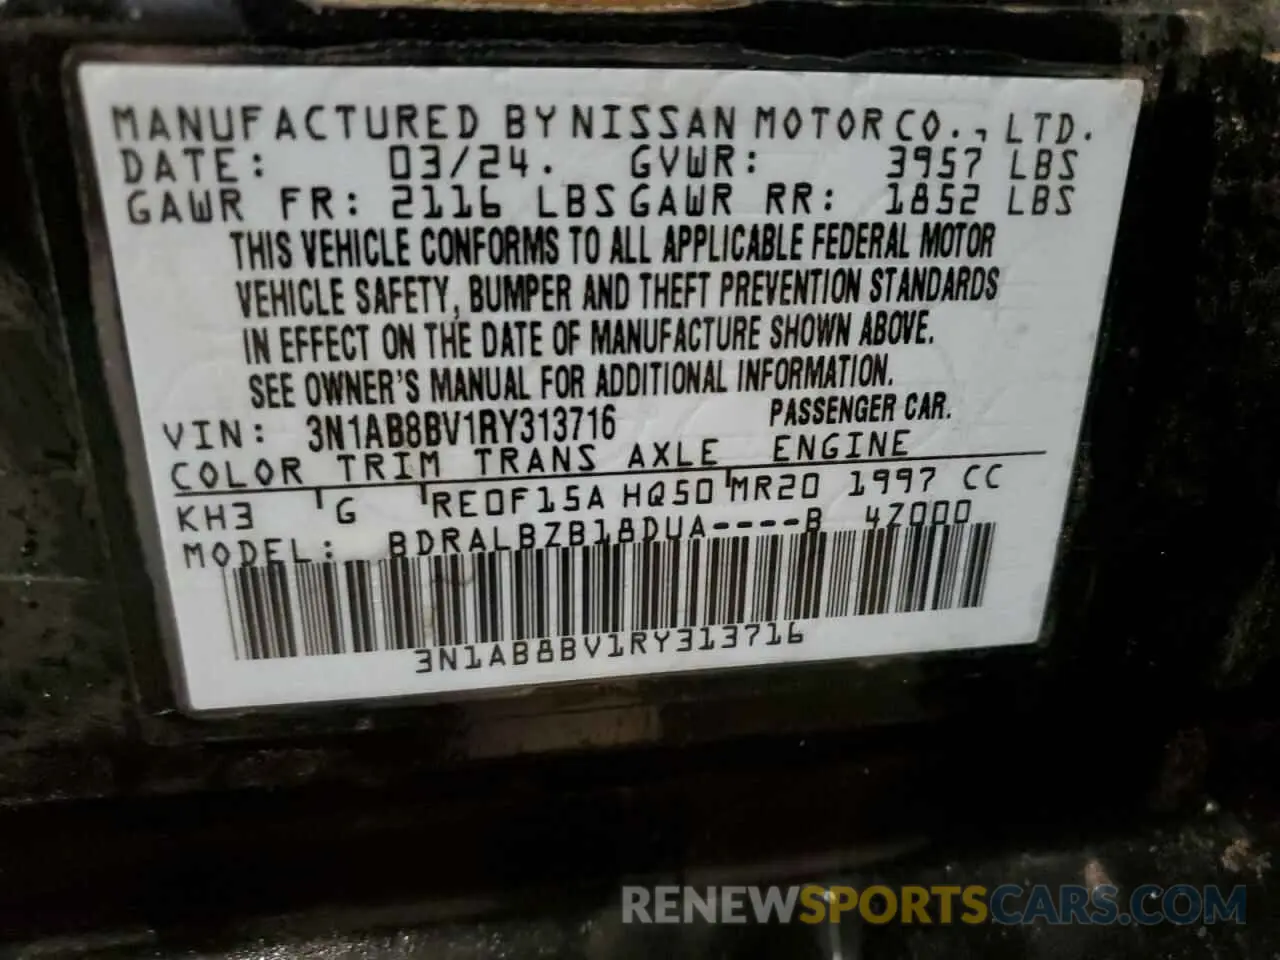 MANUFACTURED BY NISSAN MOTOR CO., LTD.
DATE: 03/24. GVWR: 3957 LBS
GAWR FR: 2116 LBS GAWR RR: 1852 LBS
THIS VEHICLE CONFORMS TO ALL APPLICABLE FEDERAL MOTOR
VEHICLE SAFETY, BUMPER AND THEFT PREVENTION STANDARDS
IN EFFECT ON THE DATE OF MANUFACTURE SHOWN ABOVE.
SEE OWNER'S MANUAL FOR ADDITIONAL INFORMATION.
VIN: 3N1AB8BV1RY313716 PASSENGER CAR.
COLOR TRIM TRANS AXLE ENGINE
KH3 G RE0F15A HQ50 MR20 1997 CC
MODEL: BDRALBZB18DUA----B 4Z000
3N1AB8BV1RY313716
RENEWSPORTSCARS.COM